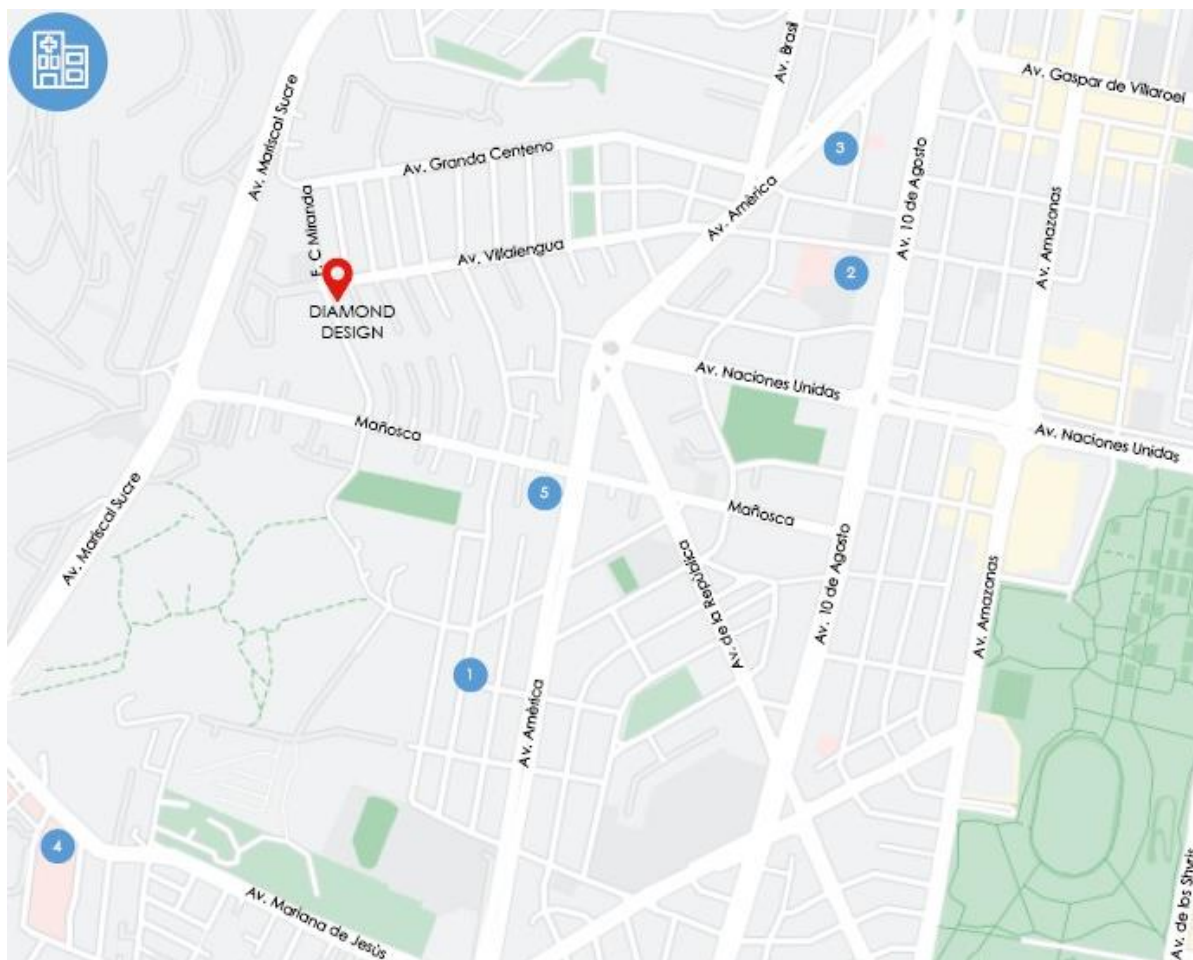 Av. Brasil
Av. Gaspar de Villaroel
Av. Mariscal Sucre
3
Av. Granda Centeno
Av. 10 de Agosto
Av. América
F. C Miranda
Av. Amazonas
Av. Villalengua
2
DIAMOND
DESIGN
Av. Naciones Unidas
Mañosca
Av. Naciones Unidas
5
Av. Mariscal Sucre
Mañosca
Av. de la República
Av. 10 de Agosto
Av. Amazonas
1
Av. América
4
Av. Mariana de Jesús
Av. de los Shyris